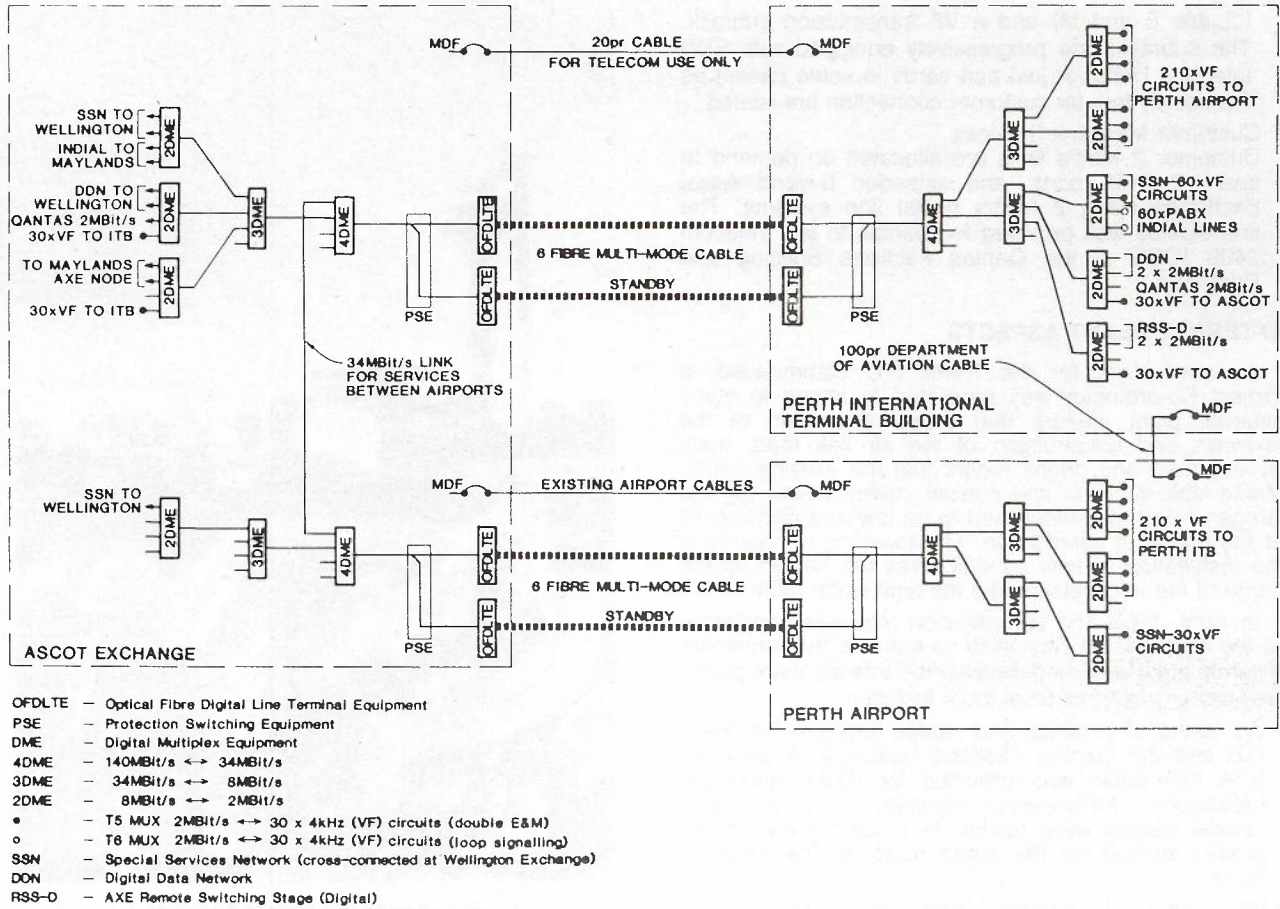 MDF
20pr CABLE
FOR TELECOM USE ONLY
MDF
SSN TO
WELLINGTON
INDIAL TO
MAYLANDS
2DME
DDN TO
WELLINGTON
QANTAS 2MBit/s
30xVF TO ITB
2DME
TO MAYLANDS
AXE NODE
30xVF TO ITB
2DME
3DME
4DME
PSE
OFDLTE
OFDLTE
6 FIBRE MULTI-MODE CABLE
STANDBY
OFDLTE
OFDLTE
PSE
4DME
3DME
3DME
2DME
2DME
210xVF
CIRCUITS TO
PERTH AIRPORT
2DME
SSN-60xVF
CIRCUITS
60xPABX
INDIAL LINES
2DME
DDN -
2 x 2MBit/s
QANTAS 2MBit/s
30xVF TO ASCOT
2DME
RSS-D -
2 x 2MBit/s
30xVF TO ASCOT
34MBit/s LINK
FOR SERVICES
BETWEEN AIRPORTS
100pr DEPARTMENT
OF AVIATION CABLE
PERTH INTERNATIONAL
TERMINAL BUILDING
MDF
MDF
SSN TO
WELLINGTON
2DME
3DME
4DME
PSE
MDF
EXISTING AIRPORT CABLES
MDF
OFDLTE
OFDLTE
6 FIBRE MULTI-MODE CABLE
STANDBY
OFDLTE
OFDLTE
PSE
4DME
3DME
3DME
2DME
2DME
210 x VF
CIRCUITS TO
PERTH ITB
2DME
SSN-30xVF
CIRCUITS
ASCOT EXCHANGE
PERTH AIRPORT
OFDLTE – Optical Fibre Digital Line Terminal Equipment
PSE – Protection Switching Equipment
DME – Digital Multiplex Equipment
4DME – 140MBit/s ↔ 34MBit/s
3DME – 34MBit/s ↔ 8MBit/s
2DME – 8MBit/s ↔ 2MBit/s
● – T5 MUX 2MBit/s ↔ 30 x 4kHz (VF) circuits (double E&M)
o – T6 MUX 2MBit/s ↔ 30 x 4kHz (VF) circuits (loop signalling)
SSN – Special Services Network (cross-connected at Wellington Exchange)
DDN – Digital Data Network
RSS-D – AXE Remote Switching Stage (Digital)